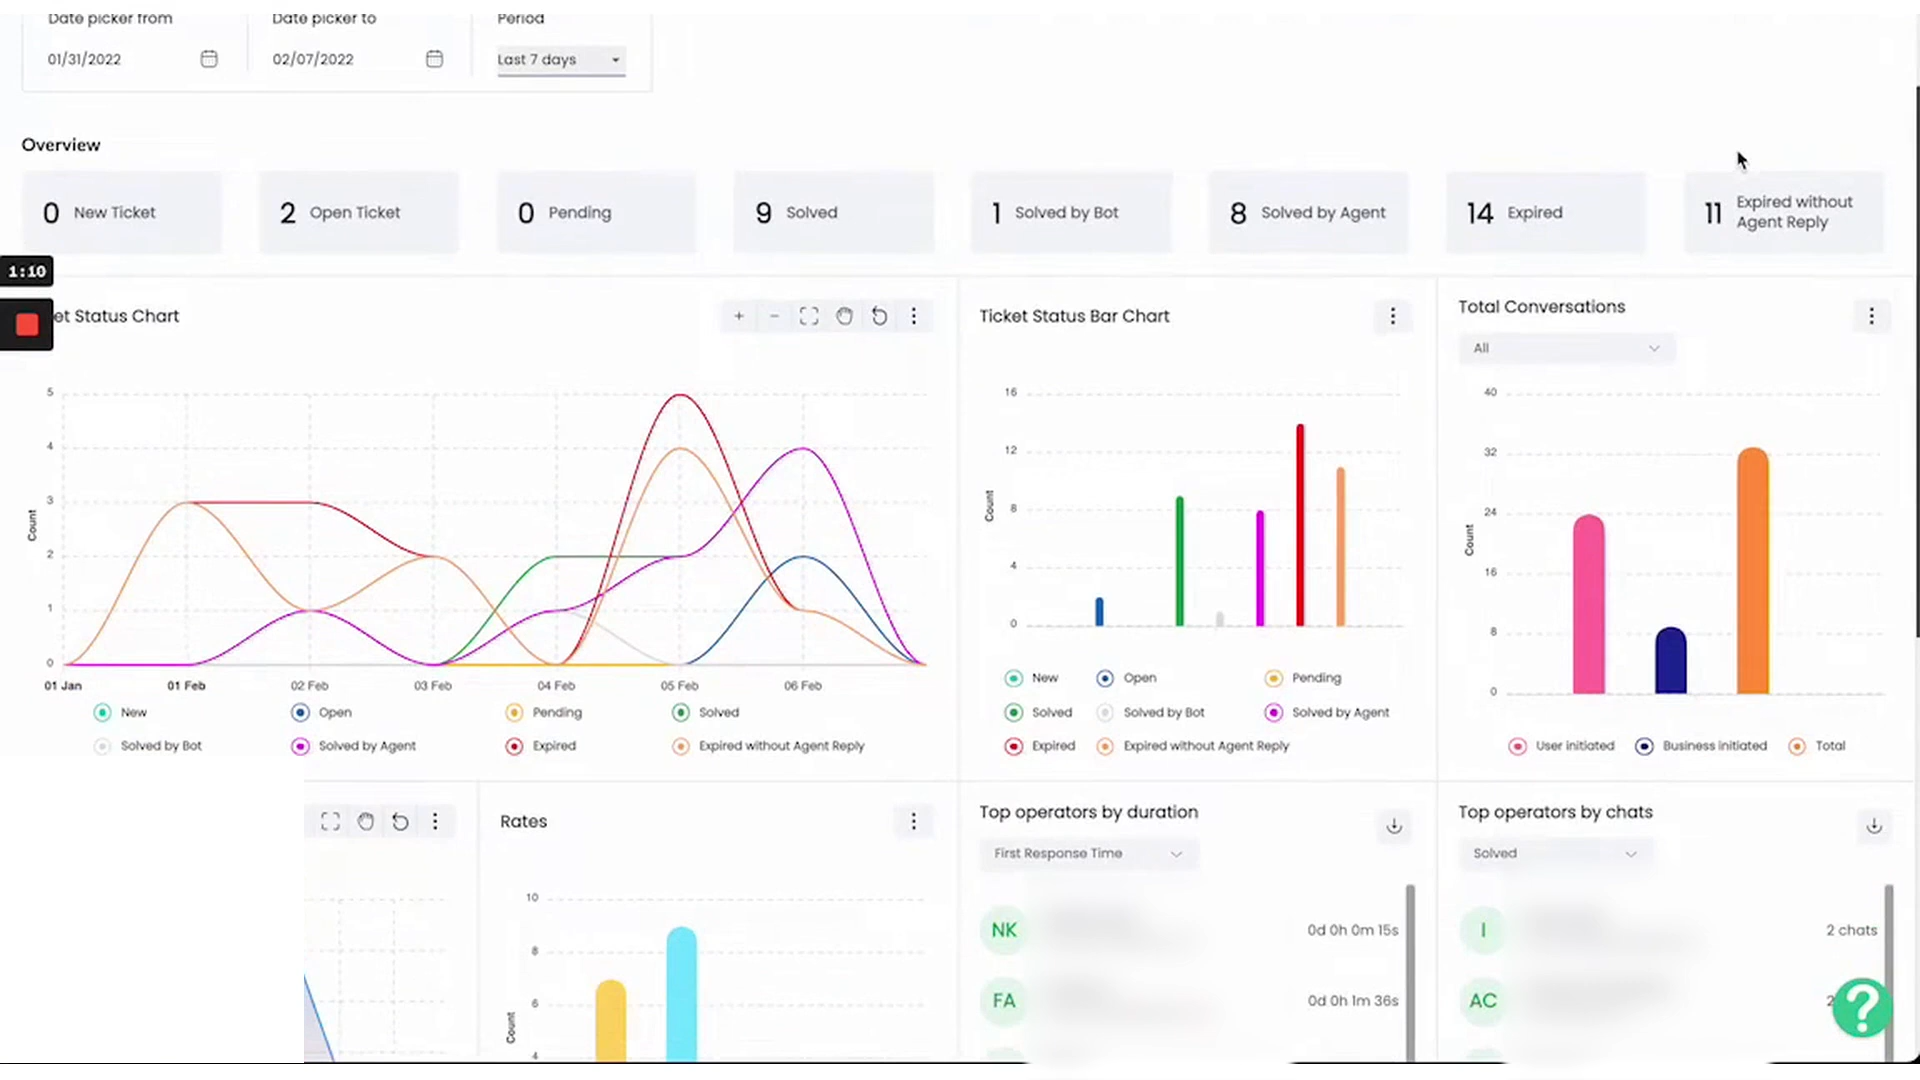 Date picker from
Date picker to
Period
01/31/2022
02/07/2022
Last 7 days
Overview
0 New Ticket
2 Open Ticket
0 Pending
9 Solved
1 Solved by Bot
8 Solved by Agent
14 Expired
11 Expired without
Agent Reply
1:10
et Status Chart
Ticket Status Bar Chart
Total Conversations
All
5
4
3
2
1
0
Count
01 Jan
01 Feb
02 Feb
03 Feb
04 Feb
05 Feb
06 Feb
New
Open
Pending
Solved
Solved by Bot
Solved by Agent
Expired
Expired without Agent Reply
16
12
8
4
0
Count
New
Open
Pending
Solved
Solved by Bot
Solved by Agent
Expired
Expired without Agent Reply
40
32
24
16
8
0
Count
User initiated
Business initiated
Total
Rates
10
8
6
4
Count
Top operators by duration
First Response Time
NK
0d 0h 0m 15s
FA
0d 0h 1m 36s
Top operators by chats
Solved
I
2 chats
AC
2
?